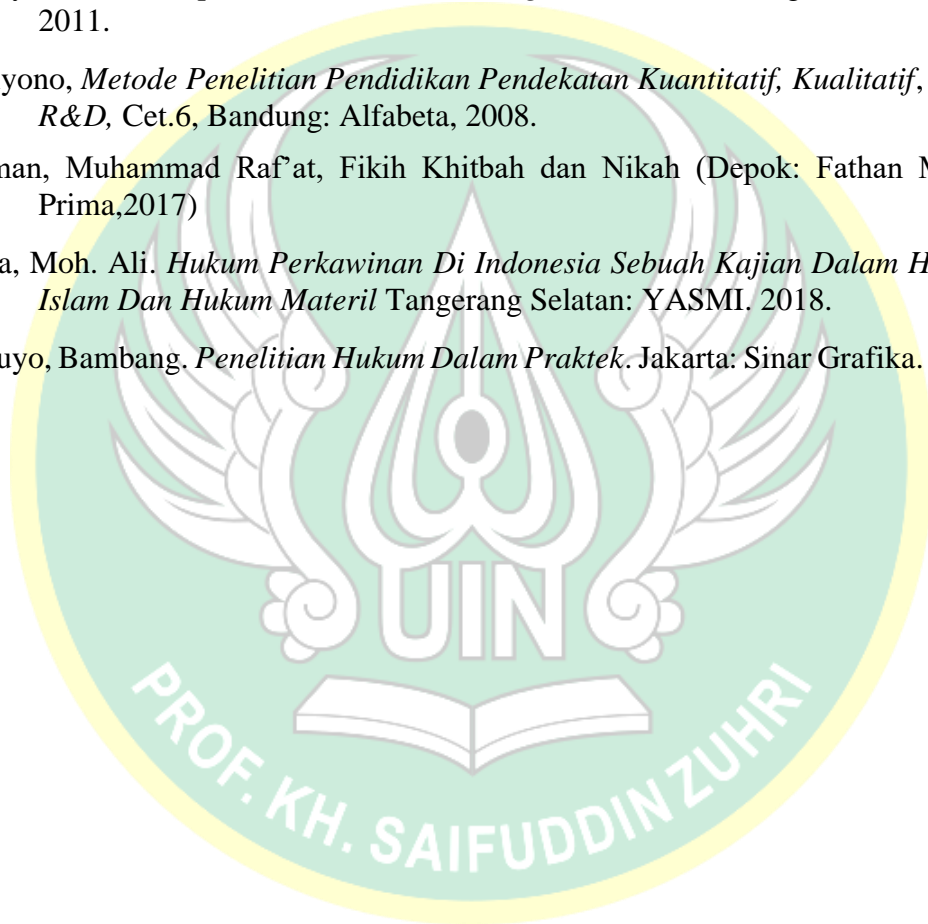 2011.
yono, Metode Penelitian Pendidikan Pendekatan Kuantitatif, Kualitatif,
R&D, Cet.6, Bandung: Alfabeta, 2008.
man, Muhammad Raf’at, Fikih Khitbah dan Nikah (Depok: Fathan M
Prima,2017)
a, Moh. Ali. Hukum Perkawinan Di Indonesia Sebuah Kajian Dalam H
Islam Dan Hukum Materil Tangerang Selatan: YASMI. 2018.
uyo, Bambang. Penelitian Hukum Dalam Praktek. Jakarta: Sinar Grafika.
UIN
PROF. KH. SAIFUDDIN ZUHRI